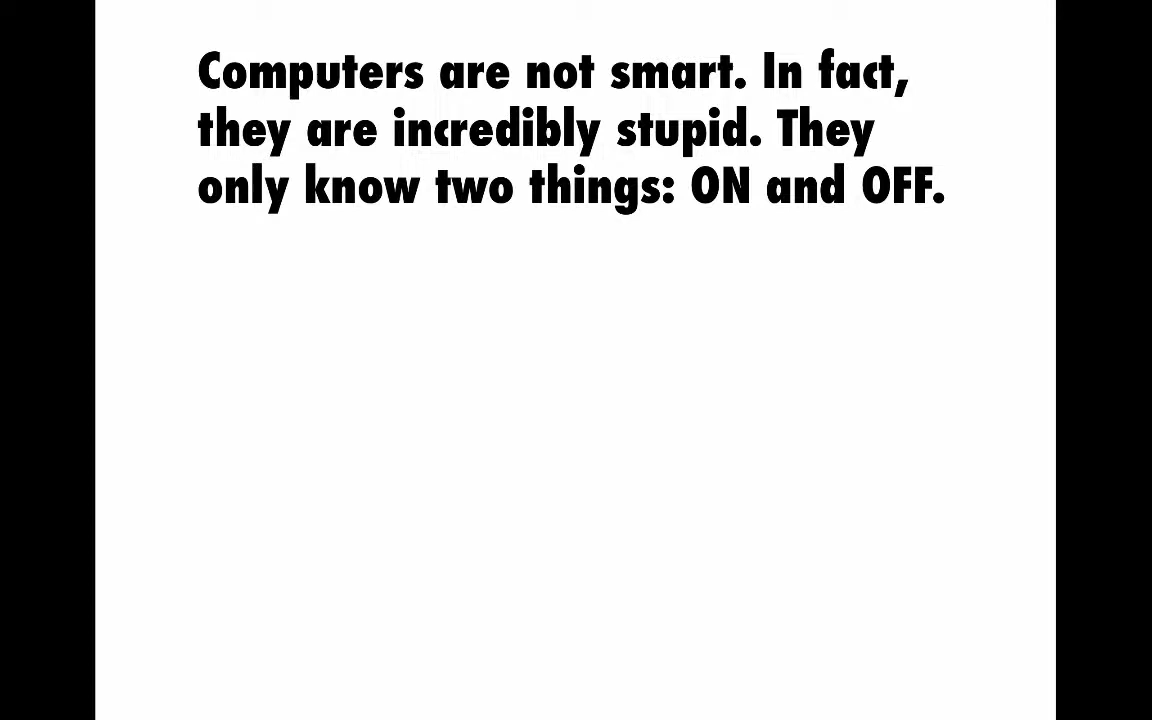 Computers are not smart. In fact,
they are incredibly stupid. They
only know two things: ON and OFF.